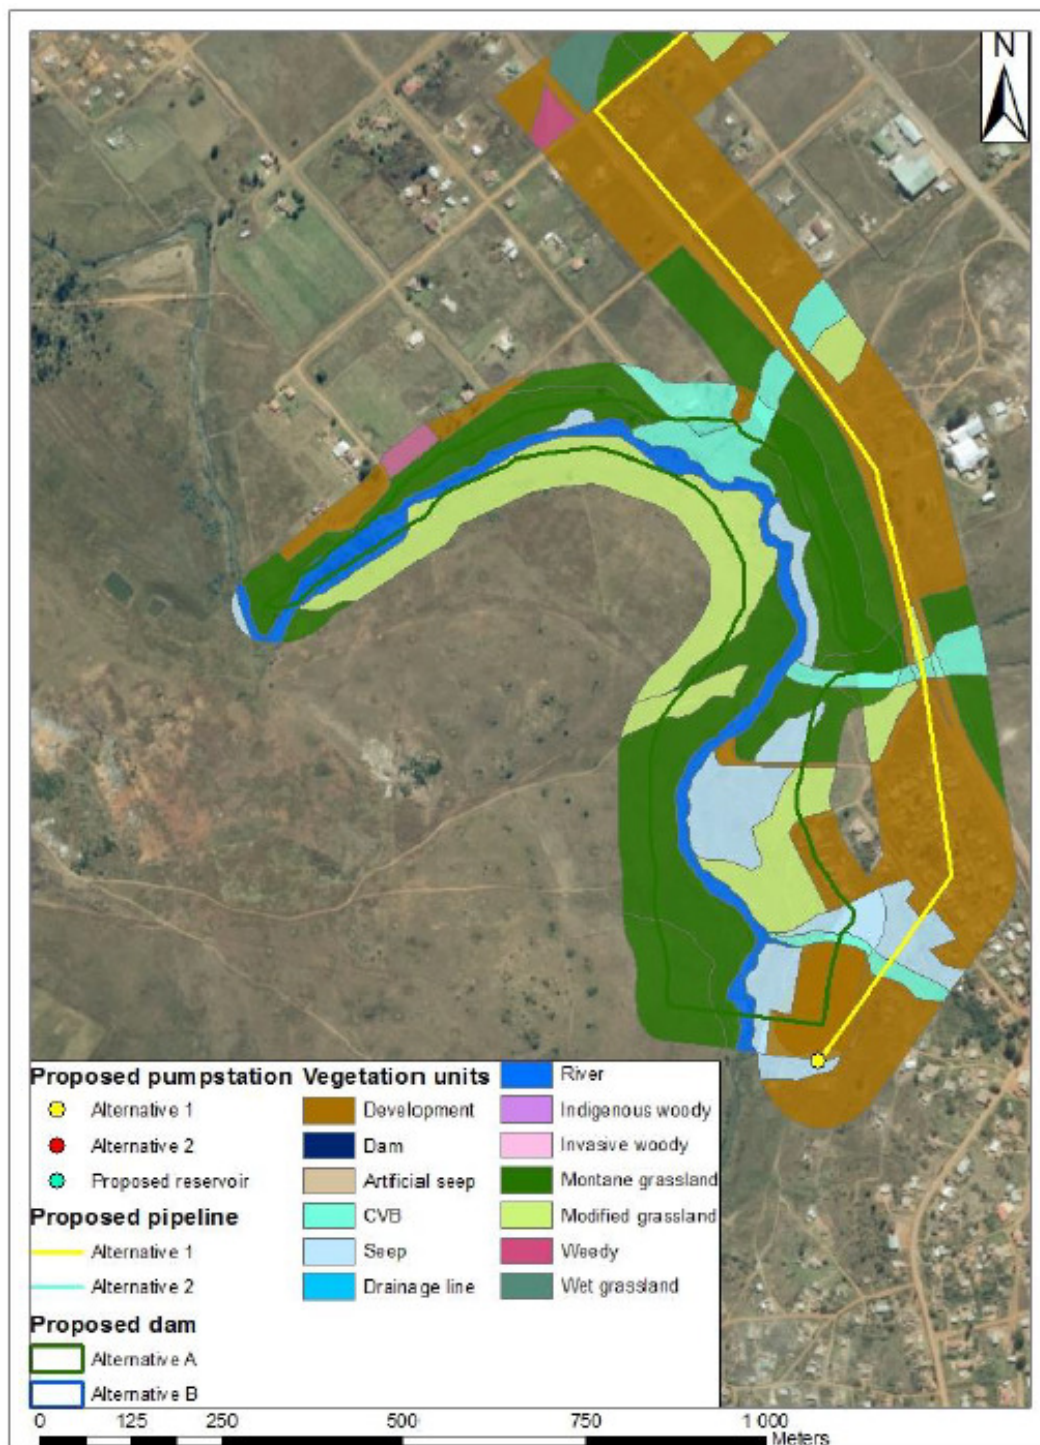 N
Proposed pumpstation
Alternative 1
Alternative 2
Proposed reservoir
Proposed pipeline
Alternative 1
Alternative 2
Proposed dam
Alternative A
Alternative B
Vegetation units
Development
Dam
Artificial seep
CVB
Seep
Drainage line
River
Indigenous woody
Invasive woody
Montane grassland
Modified grassland
Weedy
Wet grassland
0 125 250 500 750 1 000
Meters